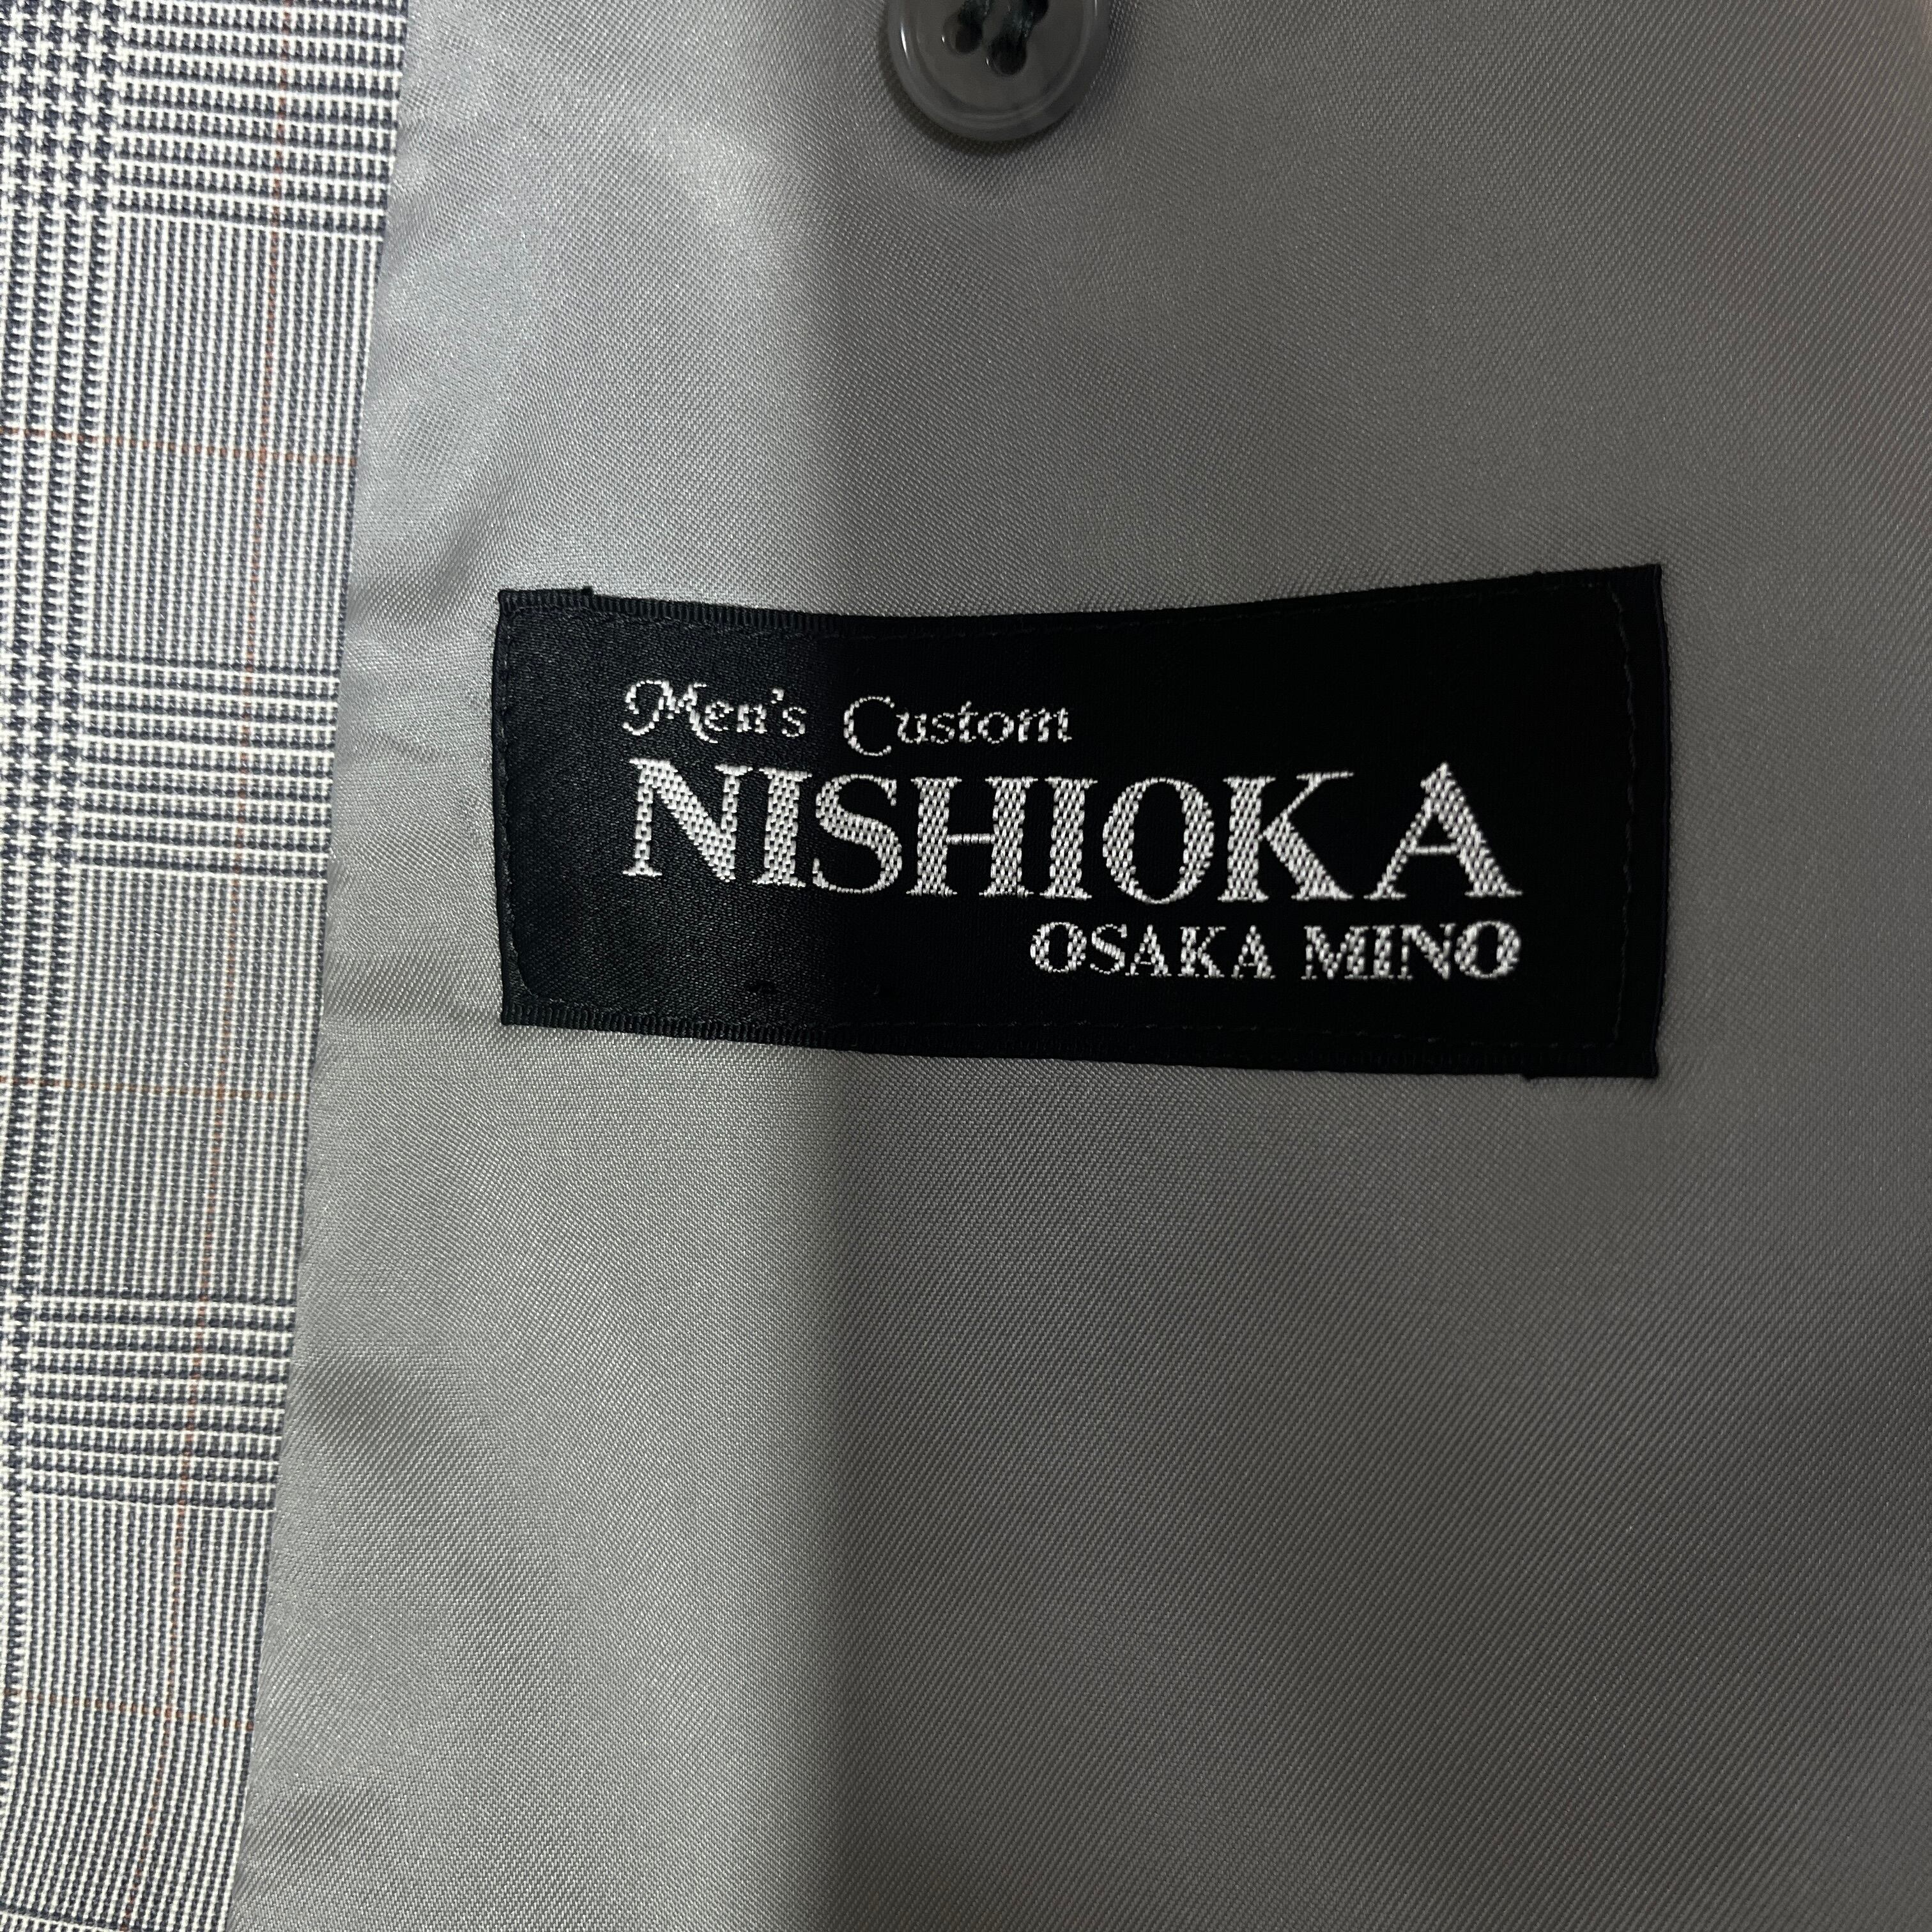 Men's Custom
NISHIOKA
OSAKA MINO